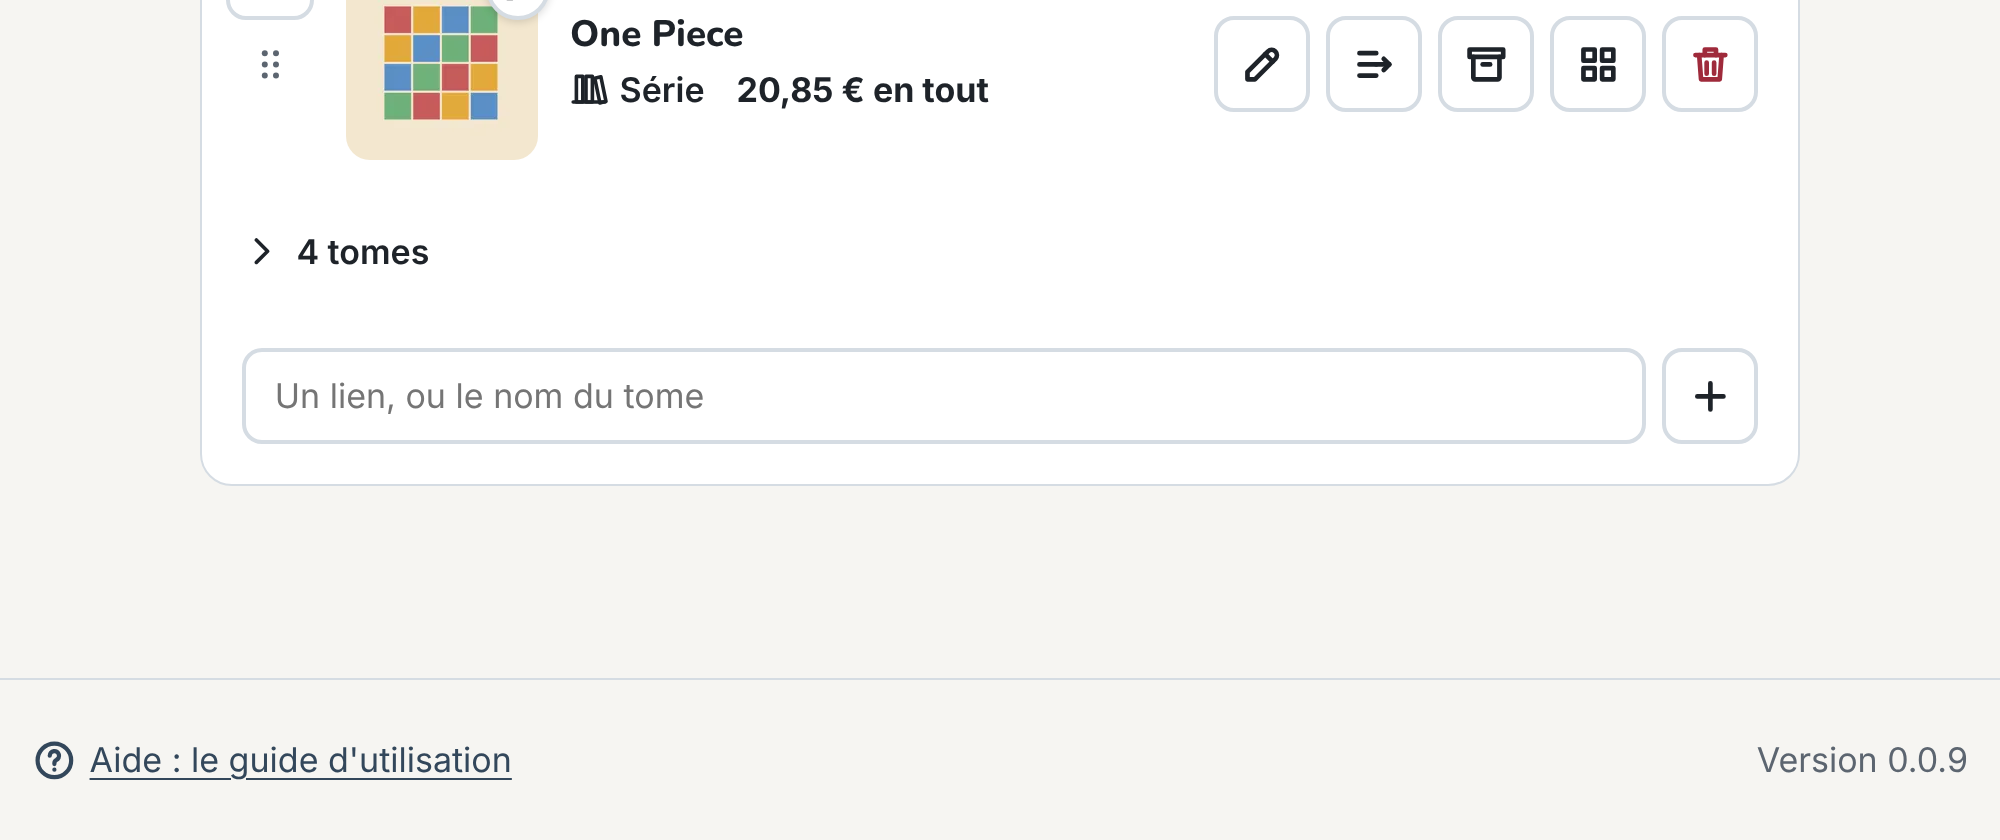 One Piece
Série 20,85 € en tout
4 tomes
Un lien, ou le nom du tome
Aide : le guide d'utilisation
Version 0.0.9